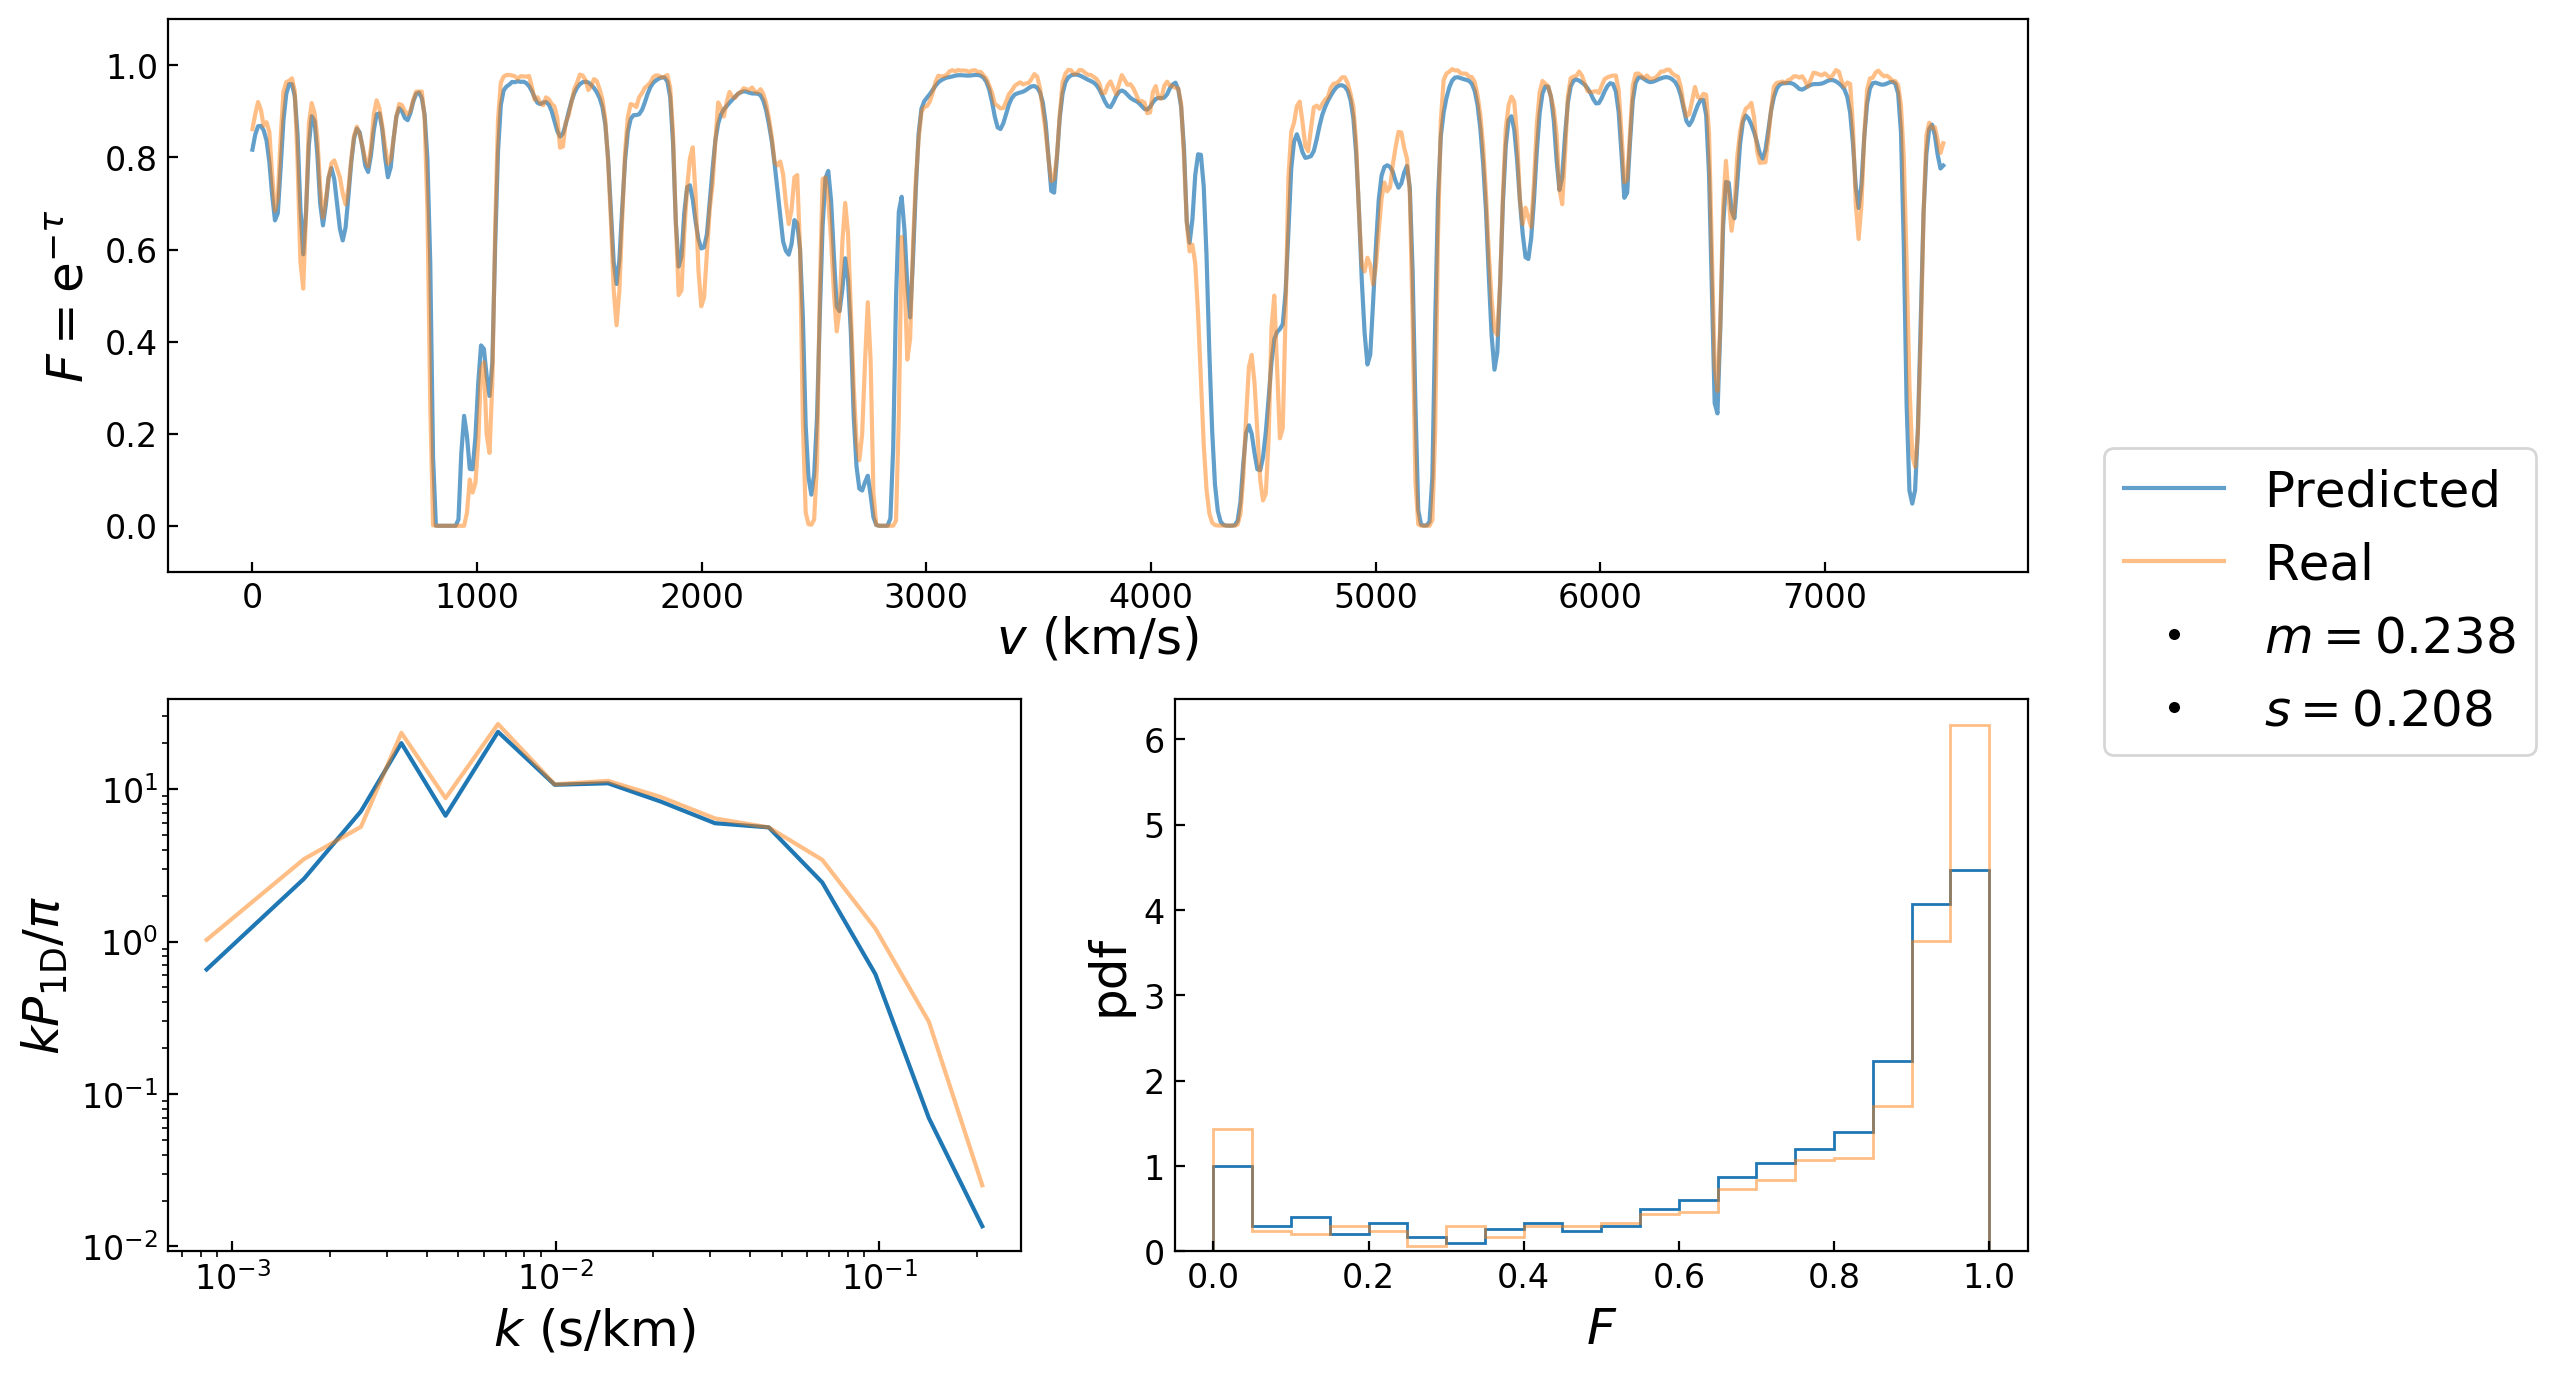 1.0
0.8
0.6
0.4
0.2
0.0
F = e^{−τ}
0 1000 2000 3000 4000 5000 6000 7000
v (km/s)
Predicted
Real
m = 0.238
s = 0.208
10^1
10^0
10^{−1}
10^{−2}
kP_{1D}/π
10^{−3} 10^{−2} 10^{−1}
k (s/km)
6
5
4
3
2
1
0
pdf
0.0 0.2 0.4 0.6 0.8 1.0
F